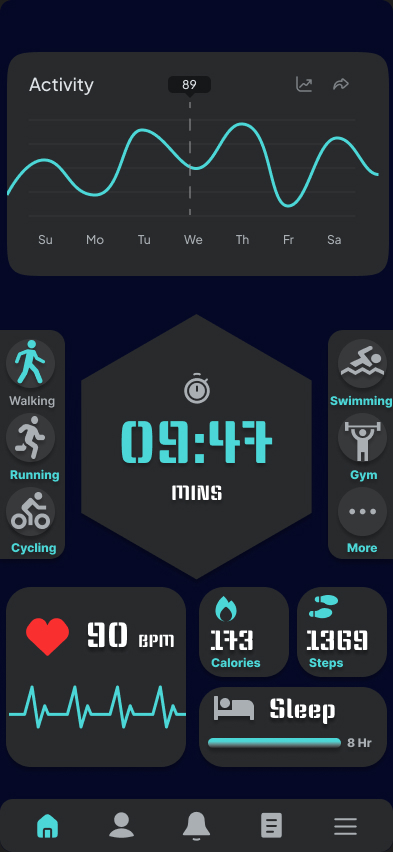 89
Activity
Su Mo Tu We Th Fr Sa
Walking
Running
Cycling
09:47
MINS
Swimming
Gym
More
90 BPM
173
Calories
1369
Steps
Sleep
8 Hr